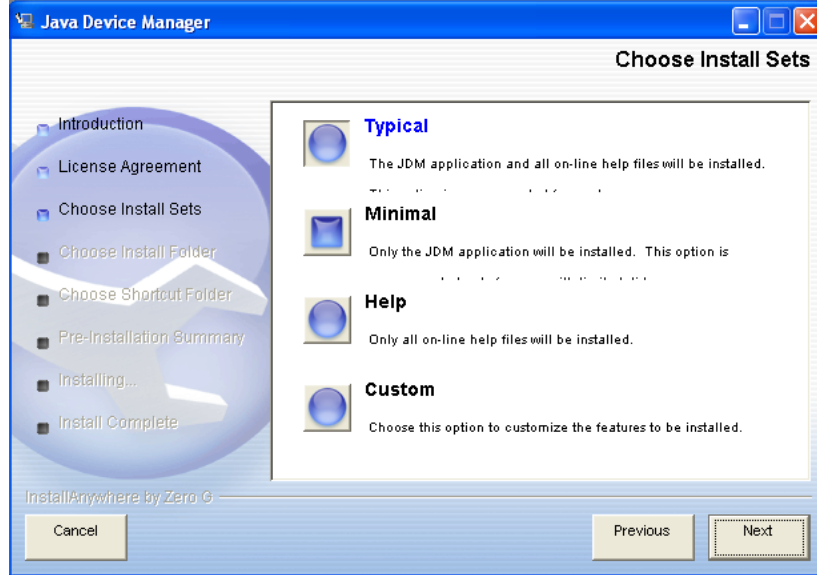 Java Device Manager
Choose Install Sets
Introduction
License Agreement
Choose Install Sets
Choose Install Folder
Choose Shortcut Folder
Pre-Installation Summary
Installing...
Install Complete
Typical
The JDM application and all on-line help files will be installed.
Minimal
Only the JDM application will be installed. This option is
Help
Only all on-line help files will be installed.
Custom
Choose this option to customize the features to be installed.
InstallAnywhere by Zero G
Cancel
Previous
Next